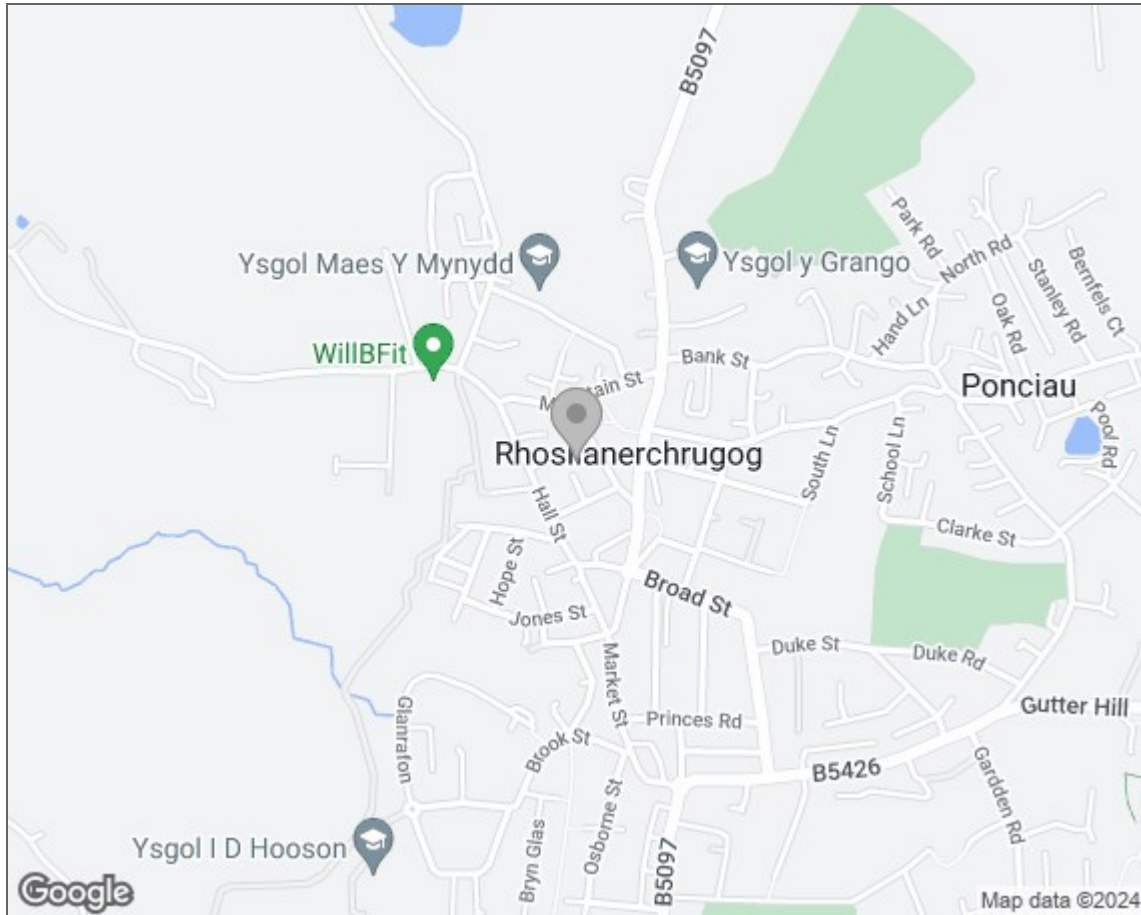 B5097
Park Rd
North Rd
Bernfels Ct
Stanley Rd
Oak Rd
Hand Ln
Ysgol Maes Y Mynydd
Ysgol y Grango
WillBFit
Bank St
Ponciau
Pool Rd
South Ln
School Ln
Hall St
Clarke St
Hope St
Broad St
Jones St
Duke St
Duke Rd
Market St
Glanrafon
Princes Rd
Gutter Hill
Brook St
B5426
Gardden Rd
Osborne St
Ysgol I D Hooson
Bryn Glas
B5097
Google
Map data ©2024